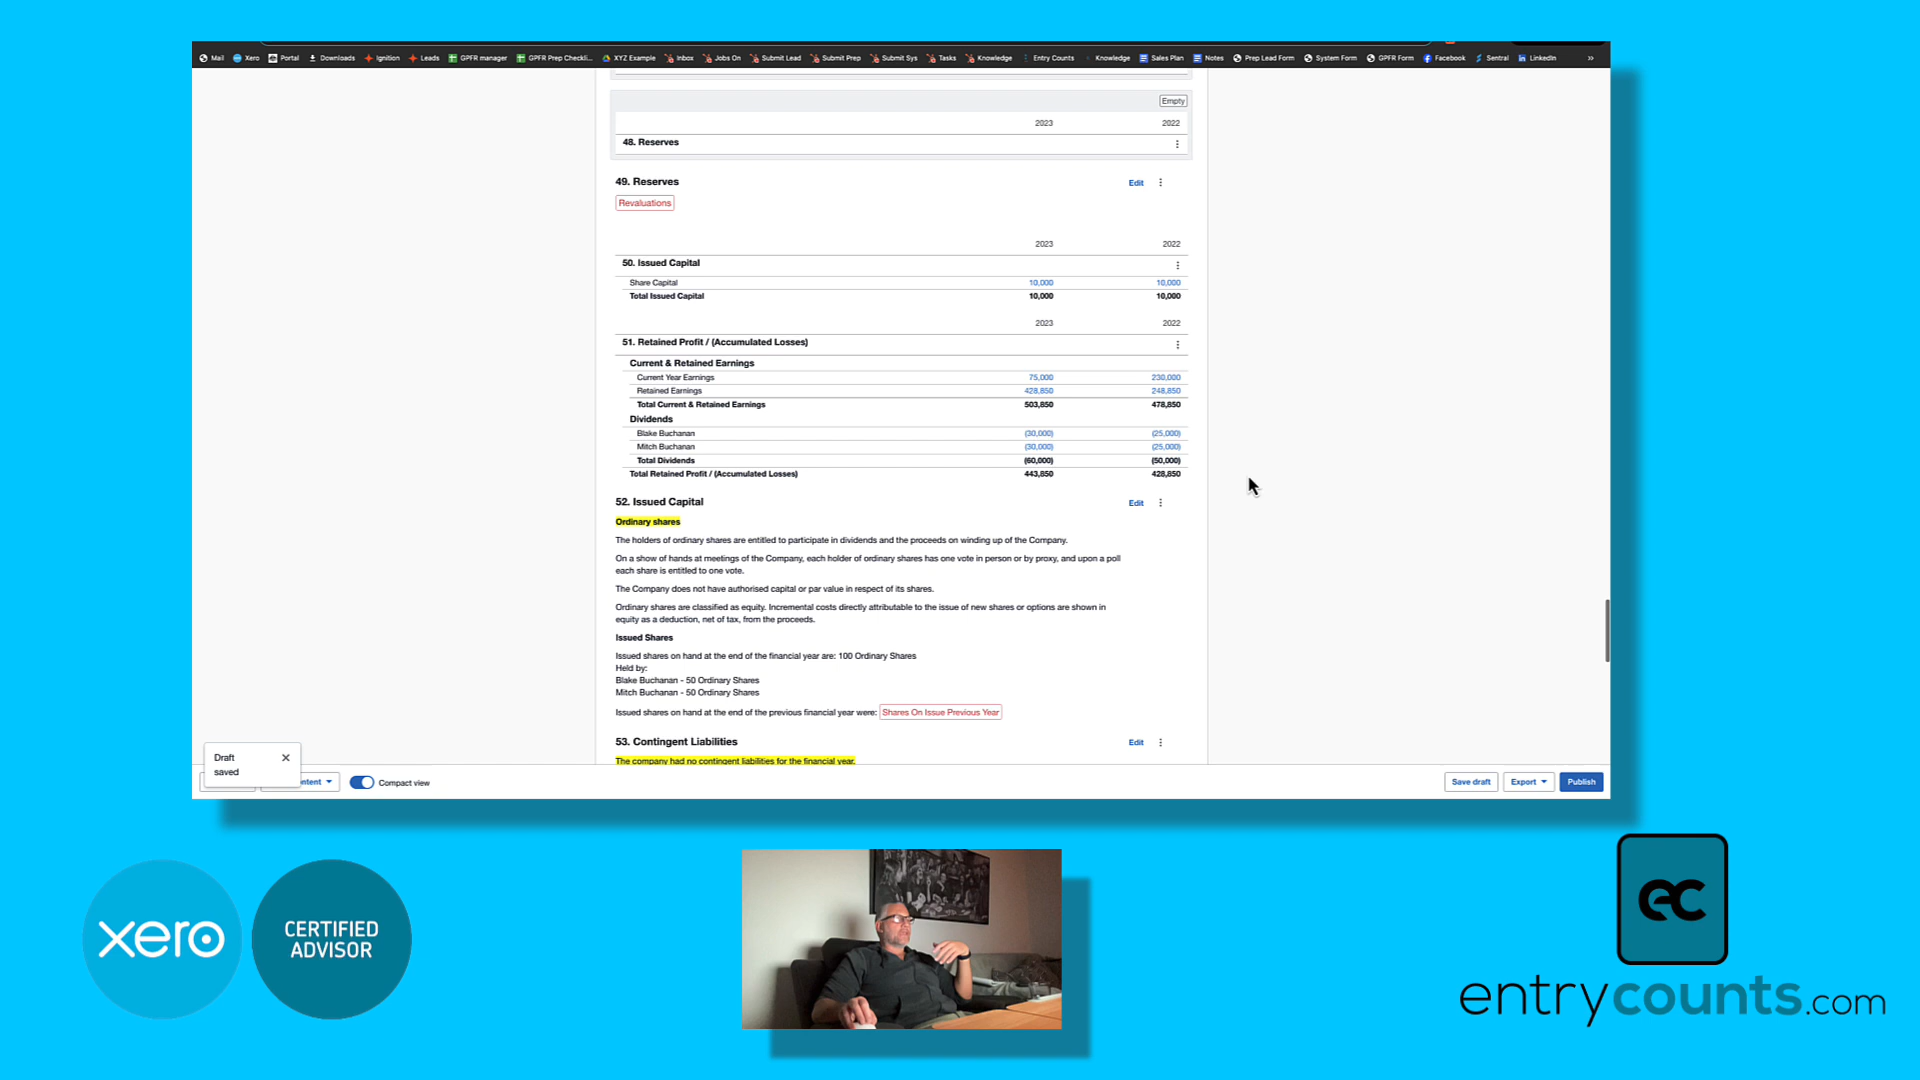 Mail Xero Portal Downloads Ignition Leads GPFR manager GPFR Prep Checkli... XYZ Example Inbox Jobs On Submit Lead Submit Prep Submit Sys Tasks Knowledge Entry Counts Knowledge Sales Plan Notes Prep Lead Form System Form GPFR Form Facebook Sentral LinkedIn »
Empty
2023 2022
48. Reserves
49. Reserves Edit
Revaluations
2023 2022
50. Issued Capital
Share Capital 10,000 10,000
Total Issued Capital 10,000 10,000
2023 2022
51. Retained Profit / (Accumulated Losses)
Current & Retained Earnings
Current Year Earnings 75,000 230,000
Retained Earnings 428,850 248,850
Total Current & Retained Earnings 503,850 478,850
Dividends
Blake Buchanan (30,000) (25,000)
Mitch Buchanan (30,000) (25,000)
Total Dividends (60,000) (50,000)
Total Retained Profit / (Accumulated Losses) 443,850 428,850
52. Issued Capital Edit
Ordinary shares
The holders of ordinary shares are entitled to participate in dividends and the proceeds on winding up of the Company.
On a show of hands at meetings of the Company, each holder of ordinary shares has one vote in person or by proxy, and upon a poll
each share is entitled to one vote.
The Company does not have authorised capital or par value in respect of its shares.
Ordinary shares are classified as equity. Incremental costs directly attributable to the issue of new shares or options are shown in
equity as a deduction, net of tax, from the proceeds.
Issued Shares
Issued shares on hand at the end of the financial year are: 100 Ordinary Shares
Held by:
Blake Buchanan - 50 Ordinary Shares
Mitch Buchanan - 50 Ordinary Shares
Issued shares on hand at the end of the previous financial year were: Shares On Issue Previous Year
53. Contingent Liabilities Edit
The company had no contingent liabilities for the financial year.
Draft
saved
ntent Compact view Save draft Export Publish
xero
CERTIFIED
ADVISOR
ec
entrycounts.com